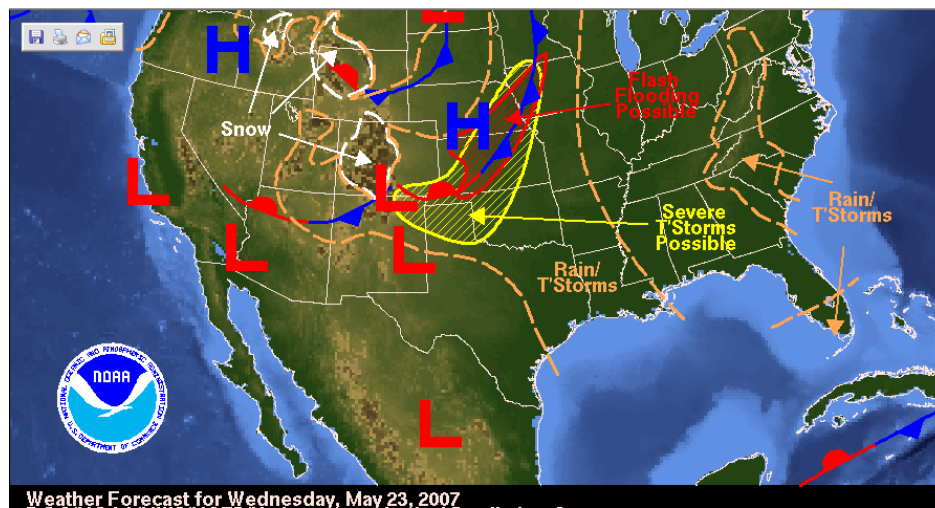 H
L
Flash
Flooding
Possible
Snow
H
L
L
L
L
Rain/
T'Storms
Severe
T'Storms
Possible
Rain/
T'Storms
NATIONAL OCEANIC AND ATMOSPHERIC ADMINISTRATION
NOAA
U.S. DEPARTMENT OF COMMERCE
L
Weather Forecast for Wednesday, May 23, 2007